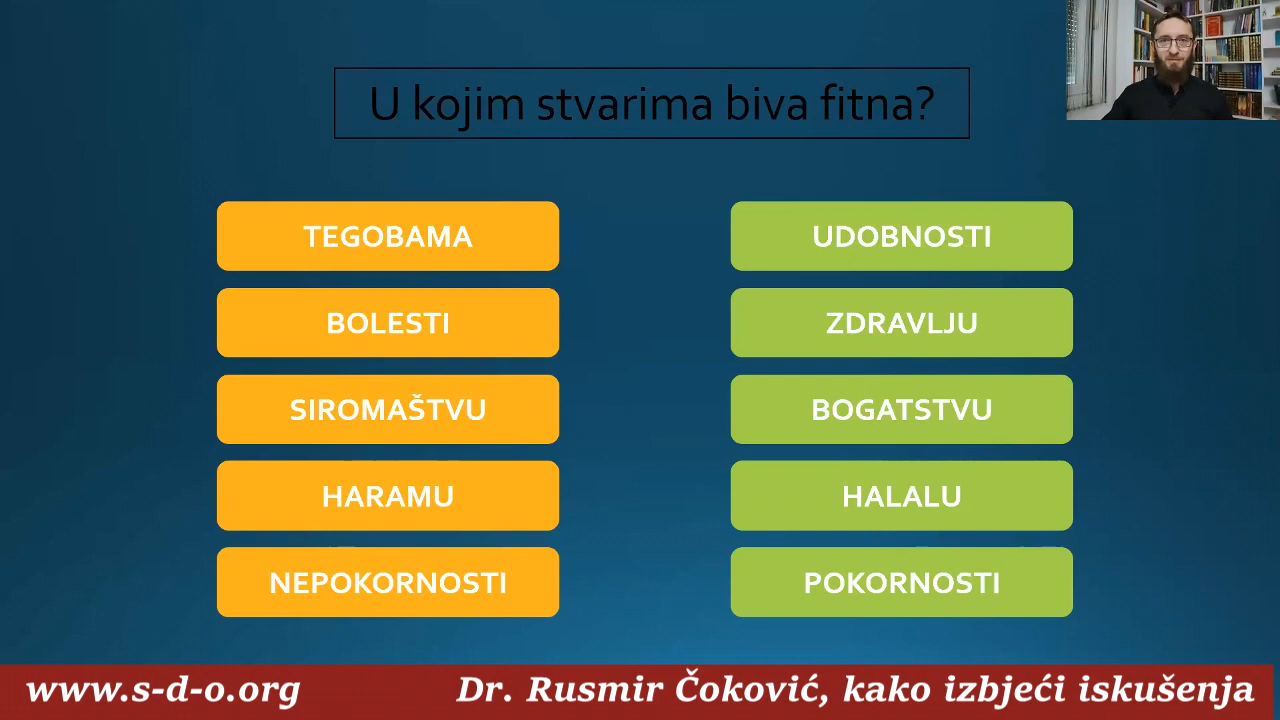 U kojim stvarima biva fitna?
TEGOBAMA
UDOBNOSTI
BOLESTI
ZDRAVLJU
SIROMAŠTVU
BOGATSTVU
HARAMU
HALALU
NEPOKORNOSTI
POKORNOSTI
www.s-d-o.org
Dr. Rusmir Čoković, kako izbjeći iskušenja